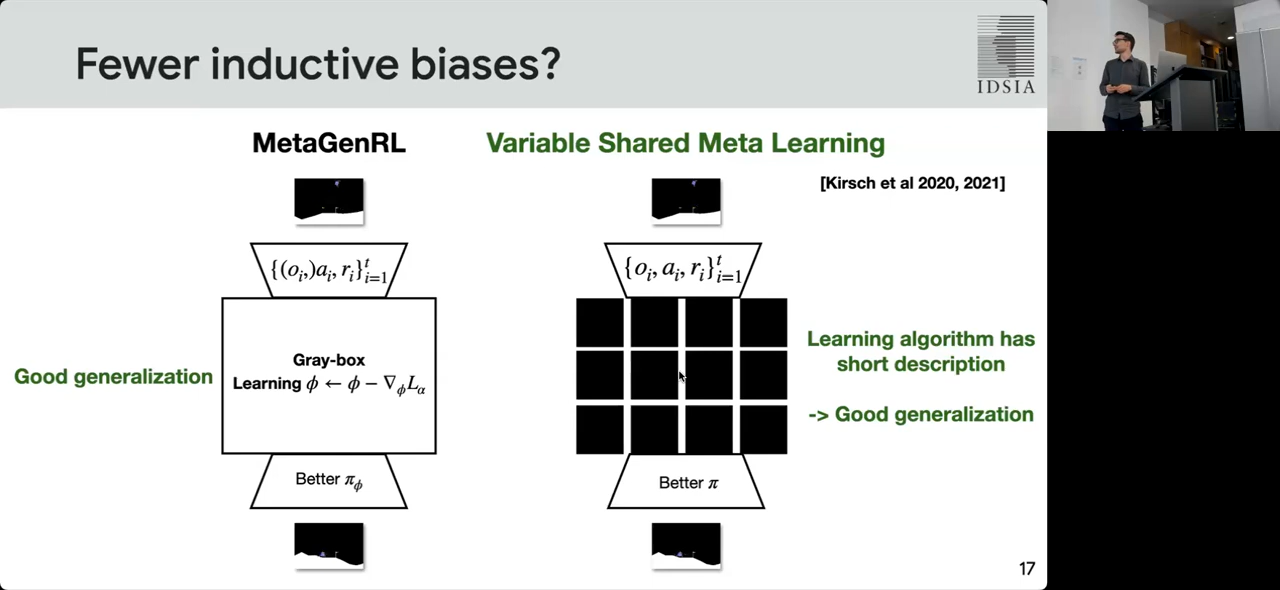 Fewer inductive biases?
IDSIA
MetaGenRL
Variable Shared Meta Learning
[Kirsch et al 2020, 2021]
{(o_i,)a_i, r_i}^t_{i=1}
{o_i, a_i, r_i}^t_{i=1}
Good generalization
Gray-box
Learning ϕ ← ϕ − ∇_ϕ L_α
Learning algorithm has
short description
-> Good generalization
Better π_ϕ
Better π
17